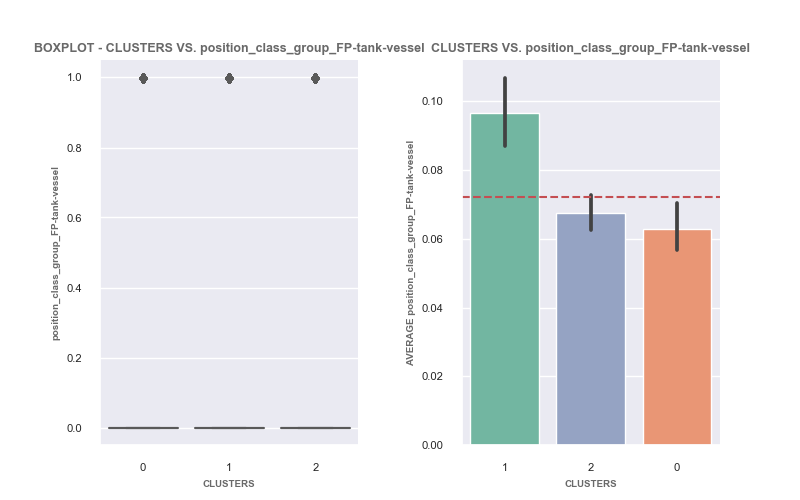 BOXPLOT - CLUSTERS VS. position_class_group_FP-tank-vessel
position_class_group_FP-tank-vessel
1.0
0.8
0.6
0.4
0.2
0.0
0 1 2
CLUSTERS
CLUSTERS VS. position_class_group_FP-tank-vessel
AVERAGE position_class_group_FP-tank-vessel
0.10
0.08
0.06
0.04
0.02
0.00
1 2 0
CLUSTERS